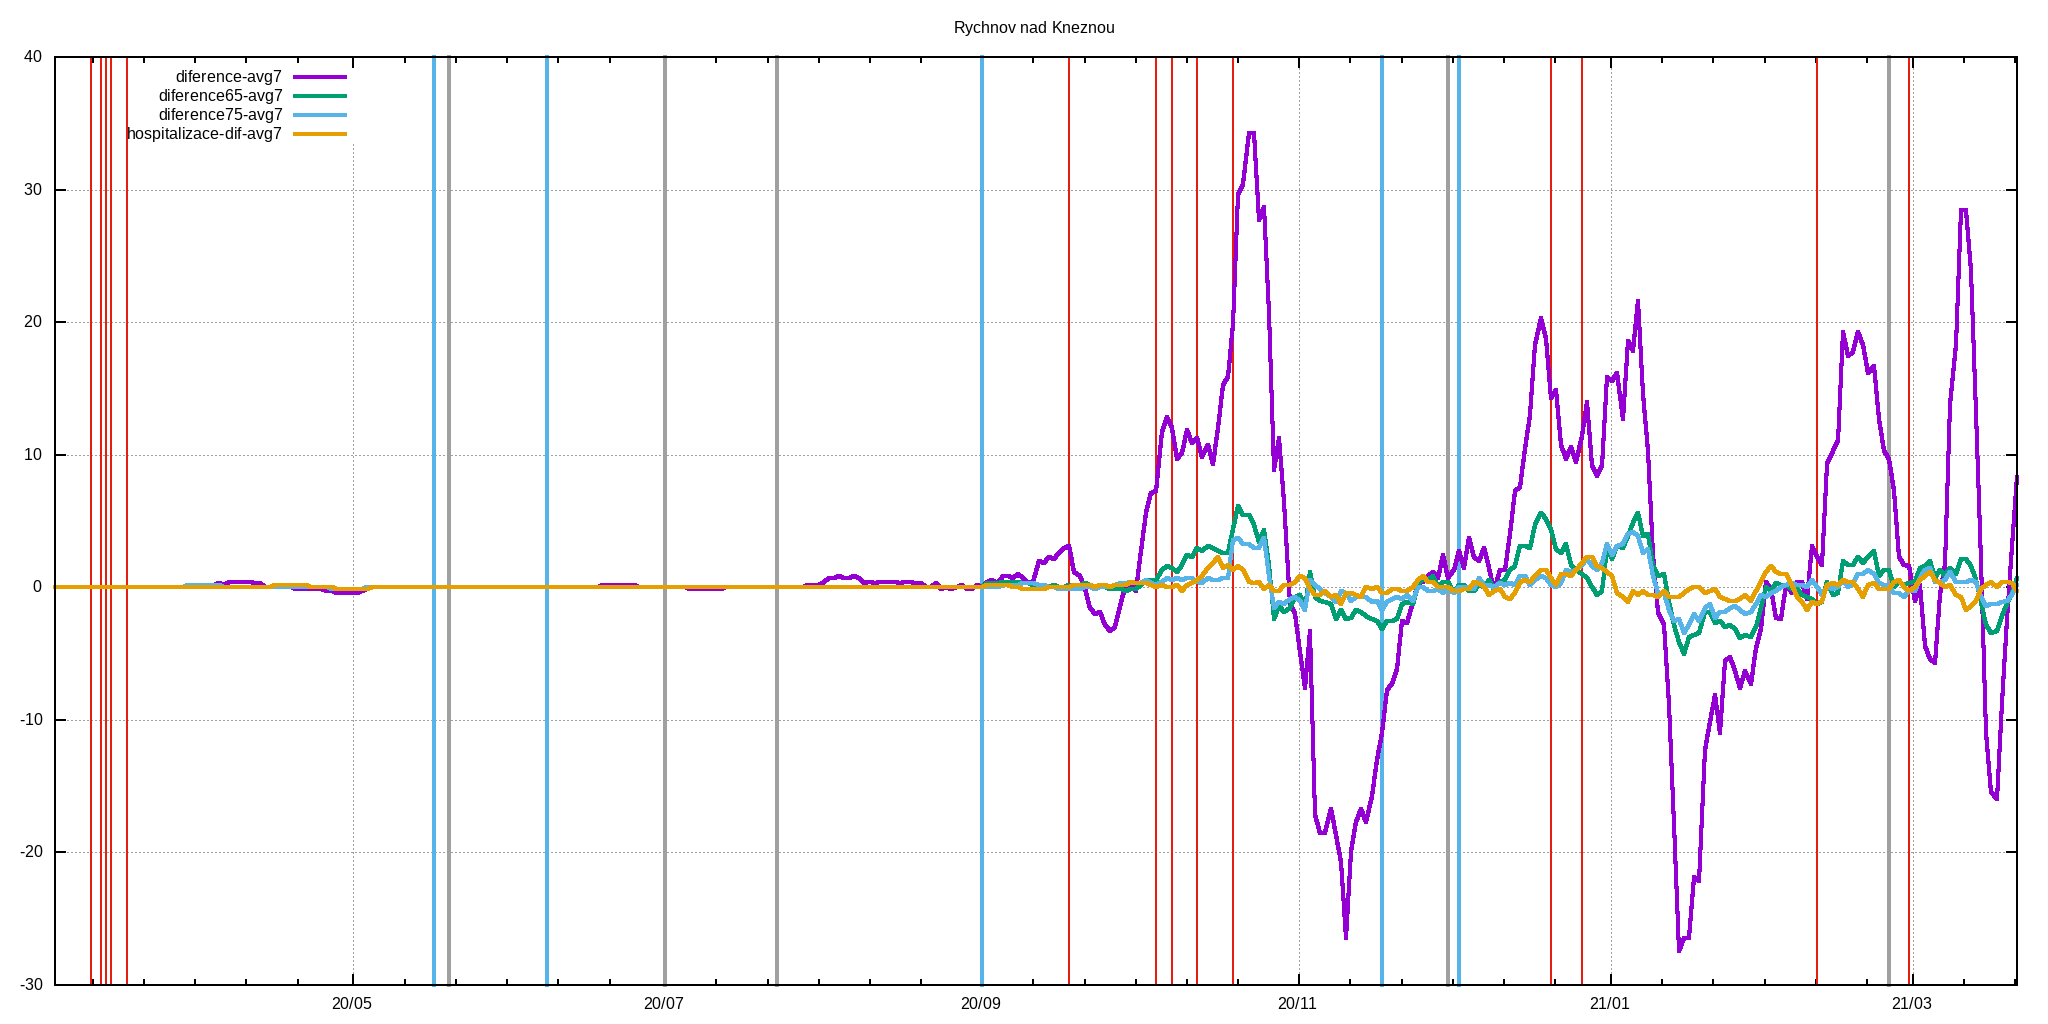 Rychnov nad Kneznou
diference-avg7
diference65-avg7
diference75-avg7
hospitalizace-dif-avg7
40
30
20
10
0
-10
-20
-30
20/05 20/07 20/09 20/11 21/01 21/03